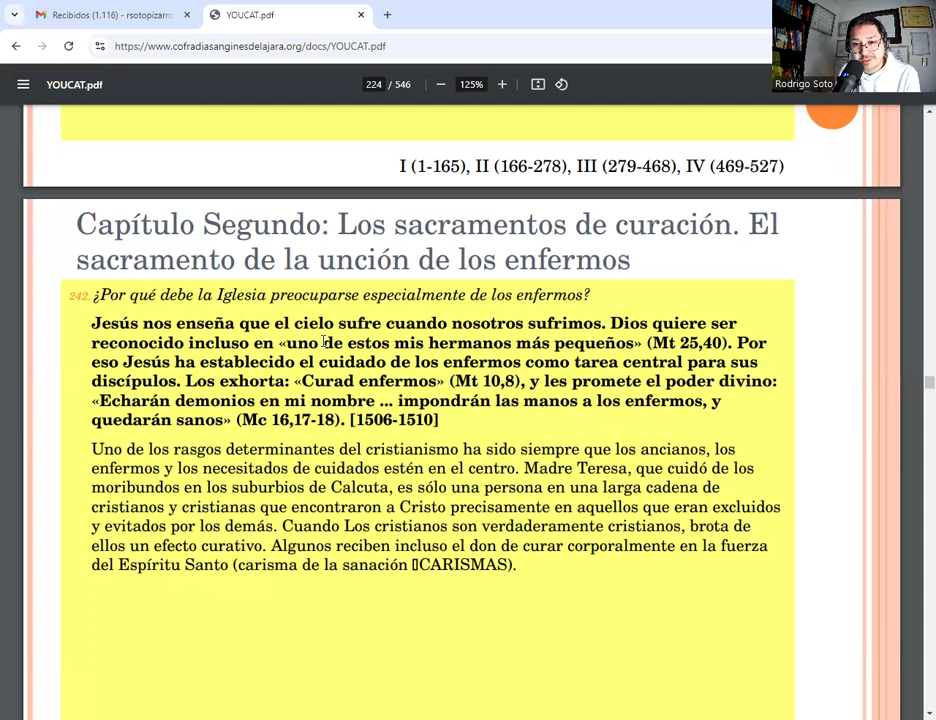 Recibidos (1.116) - rsotopizarro
YOUCAT.pdf
https://www.cofradiasanginesdelajara.org/docs/YOUCAT.pdf
YOUCAT.pdf
224 / 546
125%
Rodrigo Soto
I (1-165), II (166-278), III (279-468), IV (469-527)
Capítulo Segundo: Los sacramentos de curación. El
sacramento de la unción de los enfermos
242. ¿Por qué debe la Iglesia preocuparse especialmente de los enfermos?
Jesús nos enseña que el cielo sufre cuando nosotros sufrimos. Dios quiere ser
reconocido incluso en «uno de estos mis hermanos más pequeños» (Mt 25,40). Por
eso Jesús ha establecido el cuidado de los enfermos como tarea central para sus
discípulos. Los exhorta: «Curad enfermos» (Mt 10,8), y les promete el poder divino:
«Echarán demonios en mi nombre ... impondrán las manos a los enfermos, y
quedarán sanos» (Mc 16,17-18). [1506-1510]
Uno de los rasgos determinantes del cristianismo ha sido siempre que los ancianos, los
enfermos y los necesitados de cuidados estén en el centro. Madre Teresa, que cuidó de los
moribundos en los suburbios de Calcuta, es sólo una persona en una larga cadena de
cristianos y cristianas que encontraron a Cristo precisamente en aquellos que eran excluidos
y evitados por los demás. Cuando Los cristianos son verdaderamente cristianos, brota de
ellos un efecto curativo. Algunos reciben incluso el don de curar corporalmente en la fuerza
del Espíritu Santo (carisma de la sanación ▯CARISMAS).